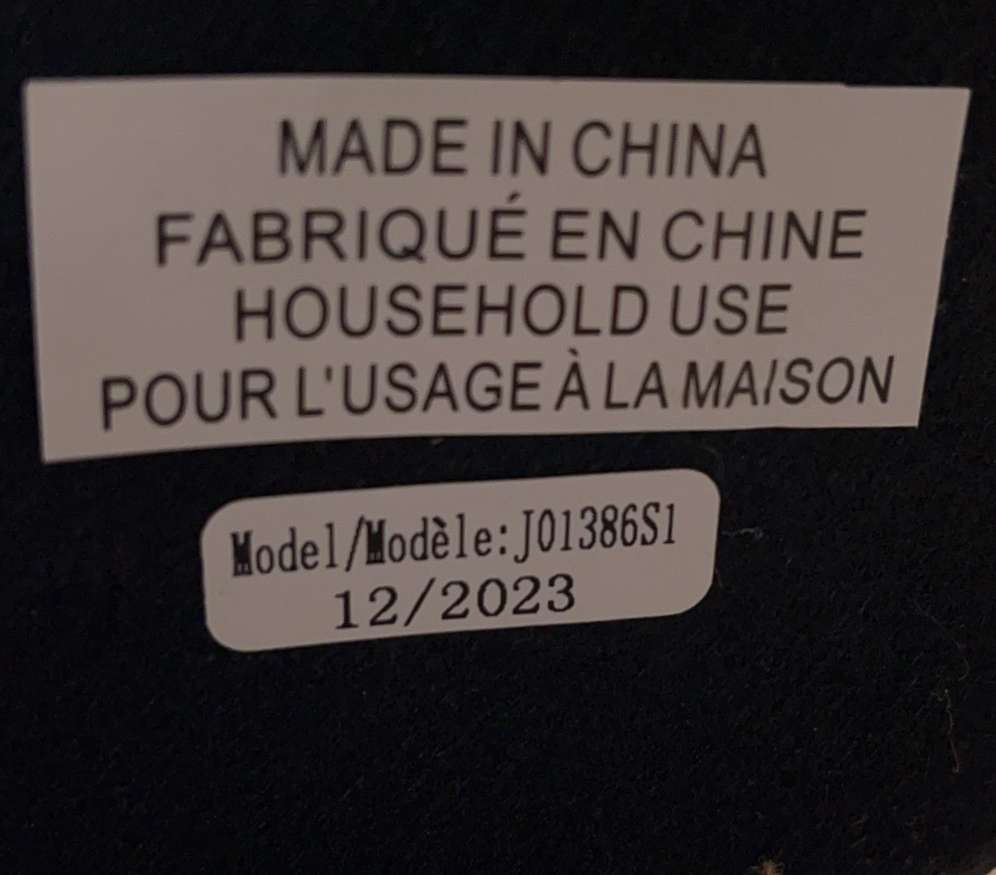 MADE IN CHINA
FABRIQUÉ EN CHINE
HOUSEHOLD USE
POUR L'USAGE À LA MAISON
Model/Modèle:J01386S1
12/2023